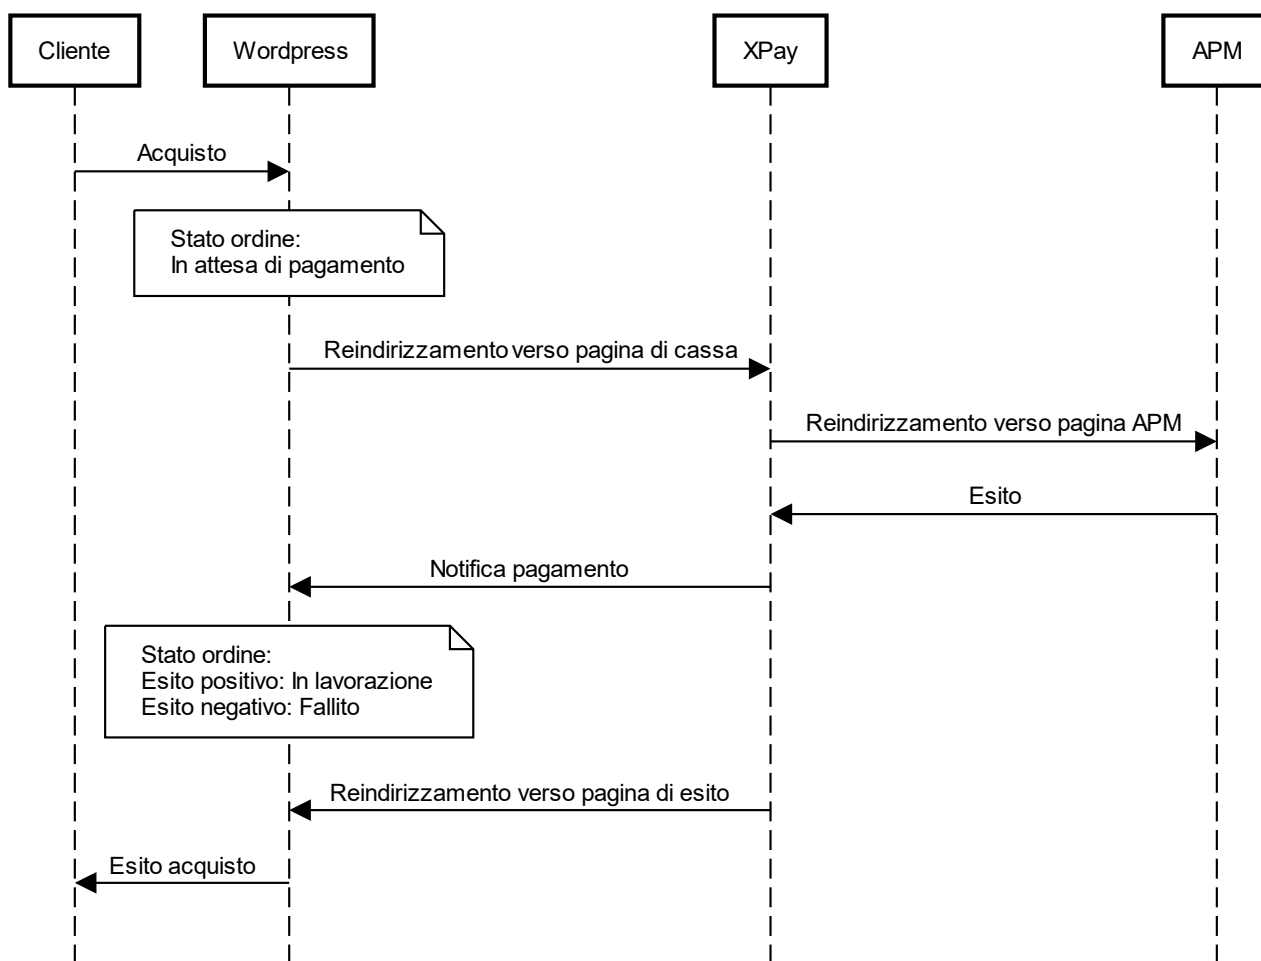 Cliente
Wordpress
XPay
APM
Acquisto
Stato ordine:
In attesa di pagamento
Reindirizzamento verso pagina di cassa
Reindirizzamento verso pagina APM
Esito
Notifica pagamento
Stato ordine:
Esito positivo: In lavorazione
Esito negativo: Fallito
Reindirizzamento verso pagina di esito
Esito acquisto